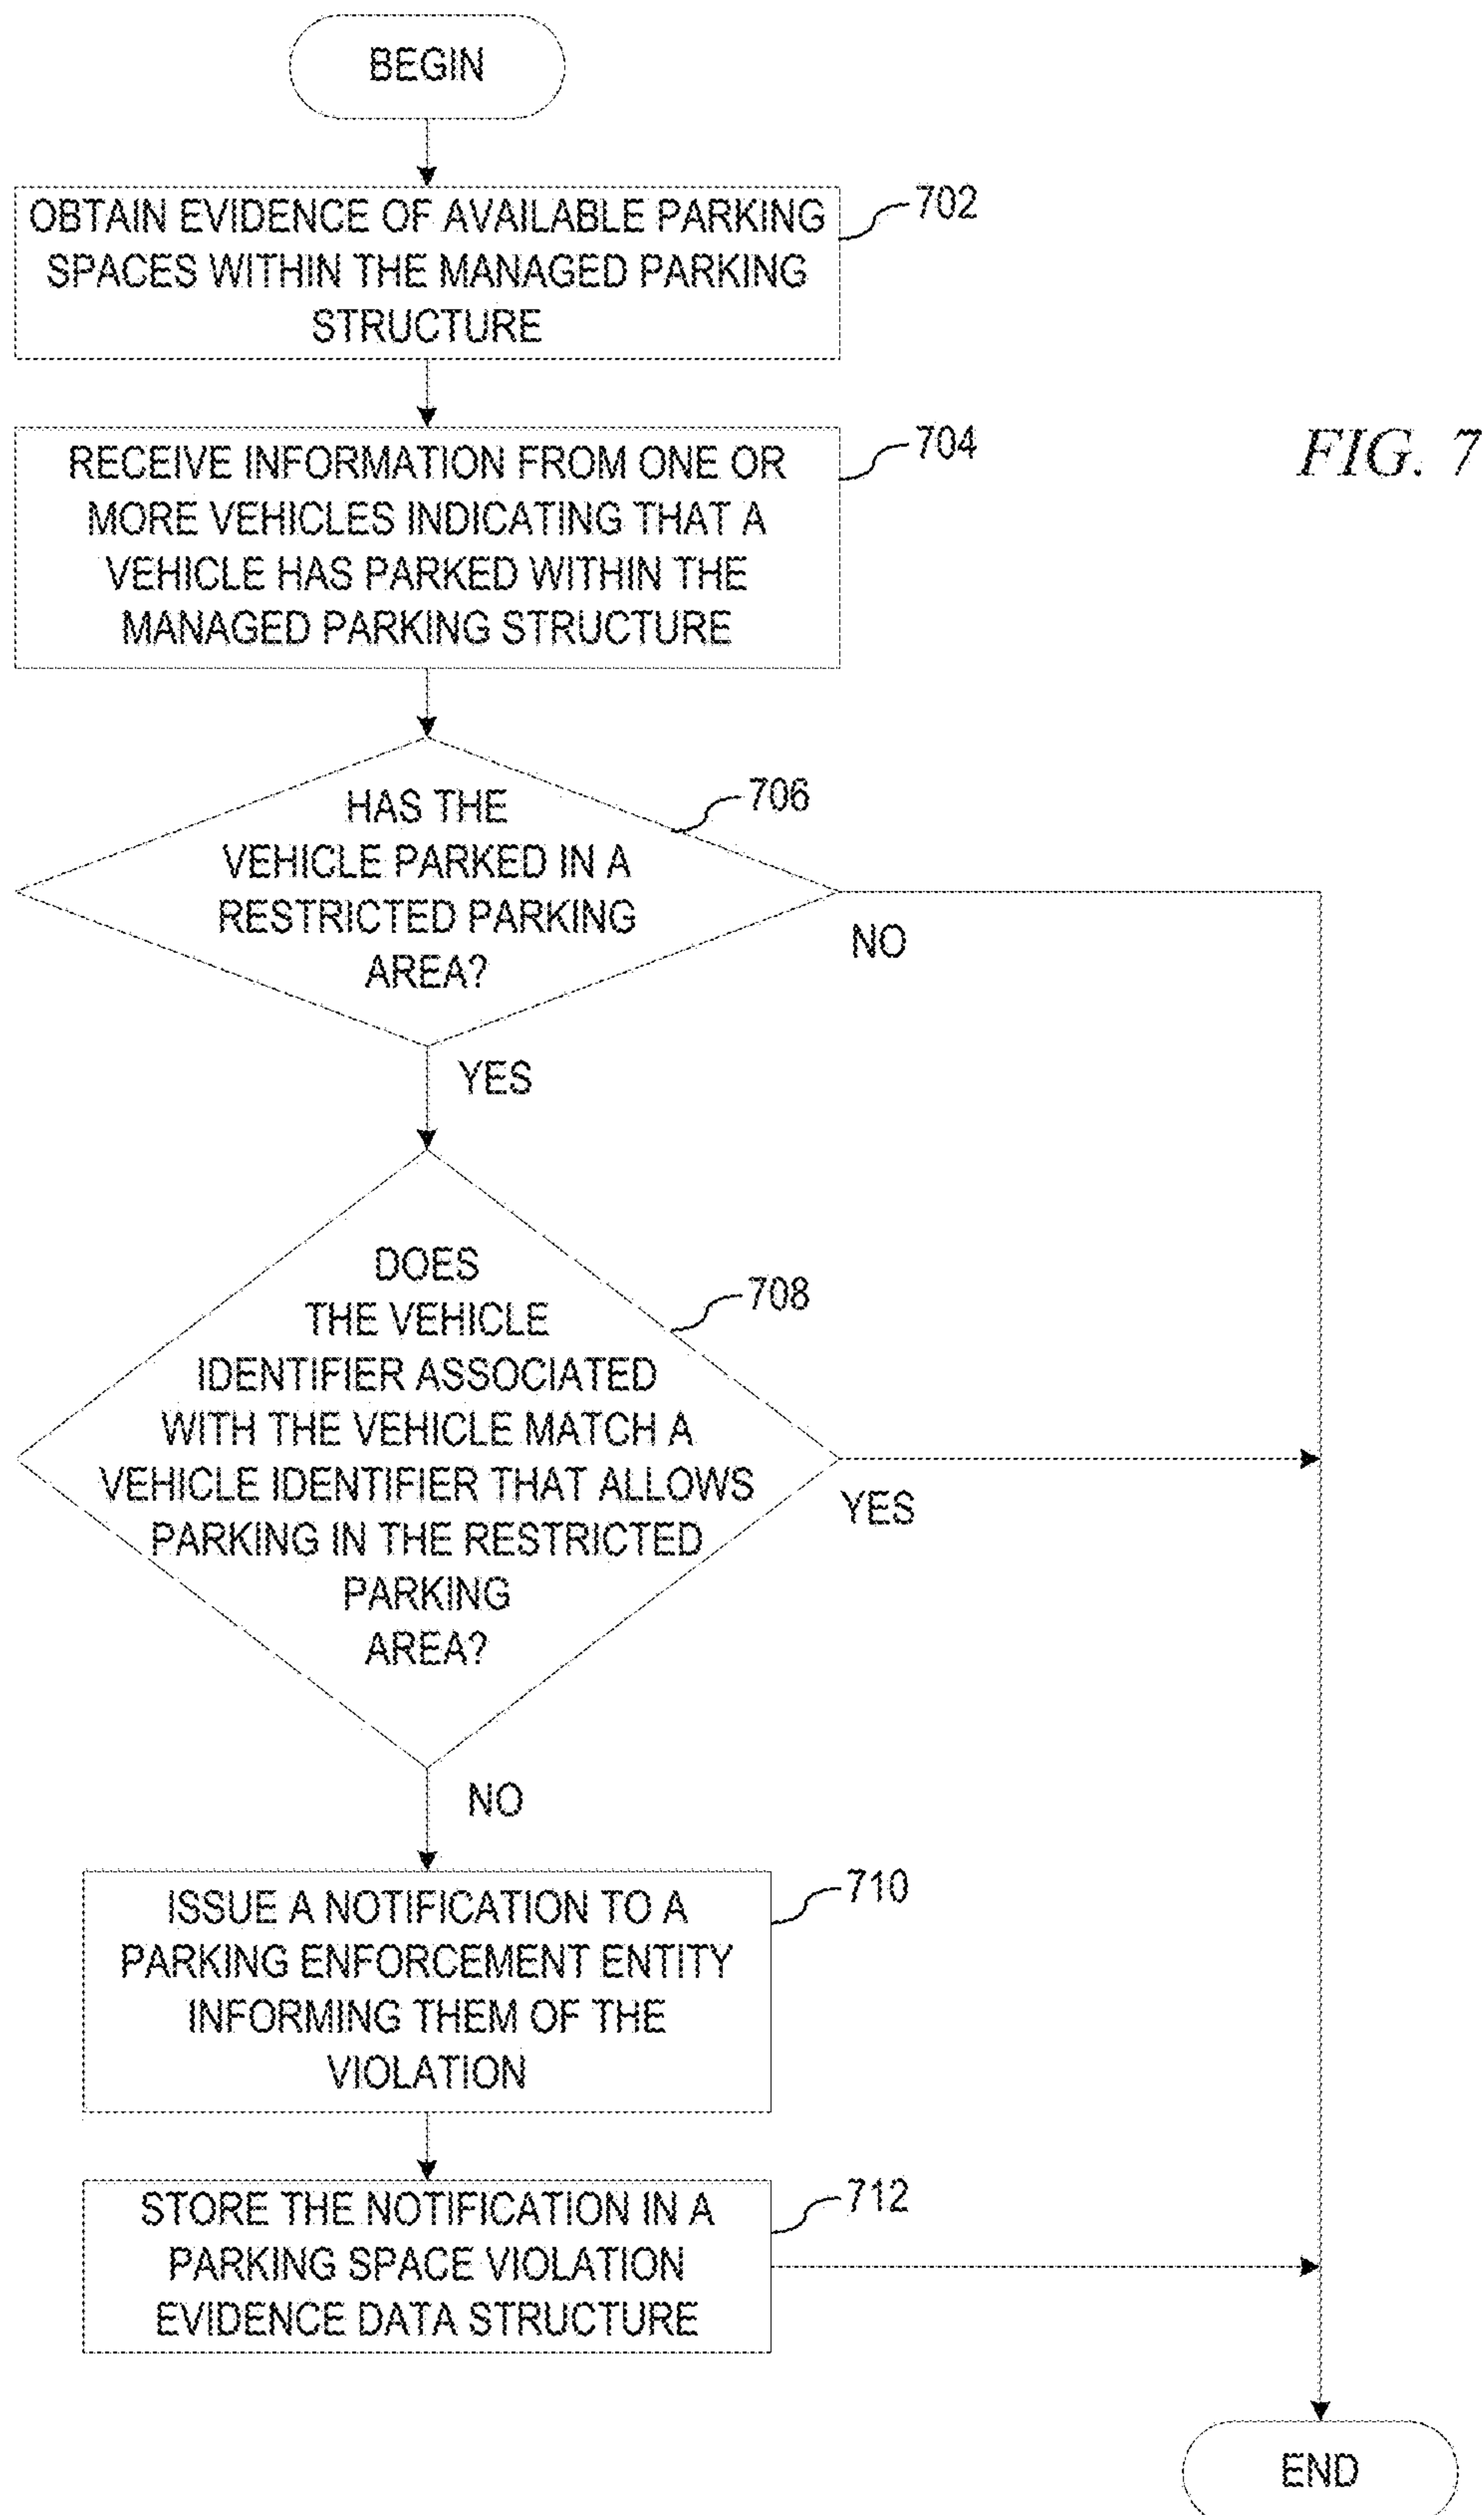 BEGIN
OBTAIN EVIDENCE OF AVAILABLE PARKING
SPACES WITHIN THE MANAGED PARKING
STRUCTURE
702
RECEIVE INFORMATION FROM ONE OR
MORE VEHICLES INDICATING THAT A
VEHICLE HAS PARKED WITHIN THE
MANAGED PARKING STRUCTURE
704
FIG. 7
HAS THE
VEHICLE PARKED IN A
RESTRICTED PARKING
AREA?
706
NO
YES
DOES
THE VEHICLE
IDENTIFIER ASSOCIATED
WITH THE VEHICLE MATCH A
VEHICLE IDENTIFIER THAT ALLOWS
PARKING IN THE RESTRICTED
PARKING
AREA?
708
YES
NO
ISSUE A NOTIFICATION TO A
PARKING ENFORCEMENT ENTITY
INFORMING THEM OF THE
VIOLATION
710
STORE THE NOTIFICATION IN A
PARKING SPACE VIOLATION
EVIDENCE DATA STRUCTURE
712
END